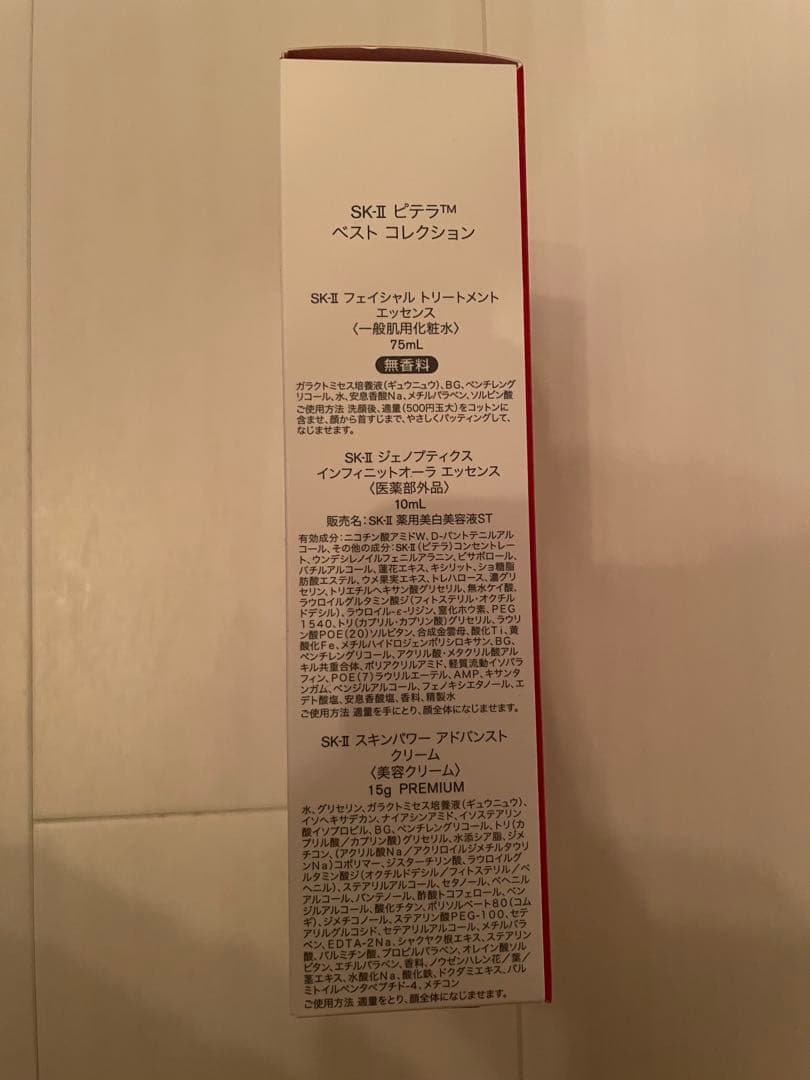 SK-Ⅱ ピテラ™
ベスト コレクション
SK-Ⅱ フェイシャル トリートメント
エッセンス
〈一般肌用化粧水〉
75mL
無香料
ガラクトミセス培養液(ギュウニュウ)、BG、ペンチレング
リコール、水、安息香酸Na、メチルパラベン、ソルビン酸
ご使用方法 洗顔後、適量(500円玉大)をコットンに
含ませ、顔から首すじまで、やさしくパッティングして、
なじませます。
SK-Ⅱ ジェノプティクス
インフィニットオーラ エッセンス
〈医薬部外品〉
10mL
販売名:SK-Ⅱ 薬用美白美容液ST
有効成分:ニコチン酸アミドW、D-パントテニルアル
コール、その他の成分:SK-Ⅱ(ピテラ)コンセントレー
ト、ウンデシレノイルフェニルアラニン、ビサボロール、
バチルアルコール、蓮花エキス、キシリット、ショ糖脂
肪酸エステル、ウメ果実エキス、トレハロース、濃グリ
セリン、トリエチルヘキサン酸グリセリル、無水ケイ酸、
ラウロイルグルタミン酸ジ(フィトステリル・オクチル
ドデシル)、ラウロイル-ε-リジン、窒化ホウ素、PEG
1540、トリ(カプリル・カプリン酸)グリセリル、ラウリ
ン酸POE(20)ソルビタン、合成金雲母、酸化Ti、黄
酸化Fe、メチルハイドロジェンポリシロキサン、BG、
ペンチレングリコール、アクリル酸・メタクリル酸アル
キル共重合体、ポリアクリルアミド、軽質流動イソパラ
フィン、POE(7)ラウリルエーテル、AMP、キサンタ
ンガム、ベンジルアルコール、フェノキシエタノール、エ
デト酸塩、安息香酸塩、香料、精製水
ご使用方法 適量を手にとり、顔全体になじませます。
SK-Ⅱ スキンパワー アドバンスト
クリーム
〈美容クリーム〉
15g PREMIUM
水、グリセリン、ガラクトミセス培養液(ギュウニュウ)、
イソヘキサデカン、ナイアシンアミド、イソステアリン
酸イソプロピル、BG、ペンチレングリコール、トリ(カ
プリル酸/カプリン酸)グリセリル、水添シア脂、ジメ
チコン、(アクリル酸Na/アクリロイルジメチルタウリ
ンNa)コポリマー、ジスターチリン酸、ラウロイルグ
ルタミン酸ジ(オクチルドデシル/フィトステリル/ベ
ヘニル)、ステアリルアルコール、セタノール、ベヘニル
アルコール、パンテノール、酢酸トコフェロール、ベン
ジルアルコール、酸化チタン、ポリソルベート80(コム
ギ)、ジメチコノール、ステアリン酸PEG-100、セテ
アリルグルコシド、セテアリルアルコール、メチルパラ
ベン、EDTA-2Na、シャクヤク根エキス、ステアリン
酸、パルミチン酸、プロピルパラベン、オレイン酸ソル
ビタン、エチルパラベン、香料、ノウゼンハレン花/葉/
茎エキス、水酸化Na、酸化鉄、ドクダミエキス、パル
ミトイルペンタペプチド-4、メチコン
ご使用方法 適量をとり、顔全体になじませます。